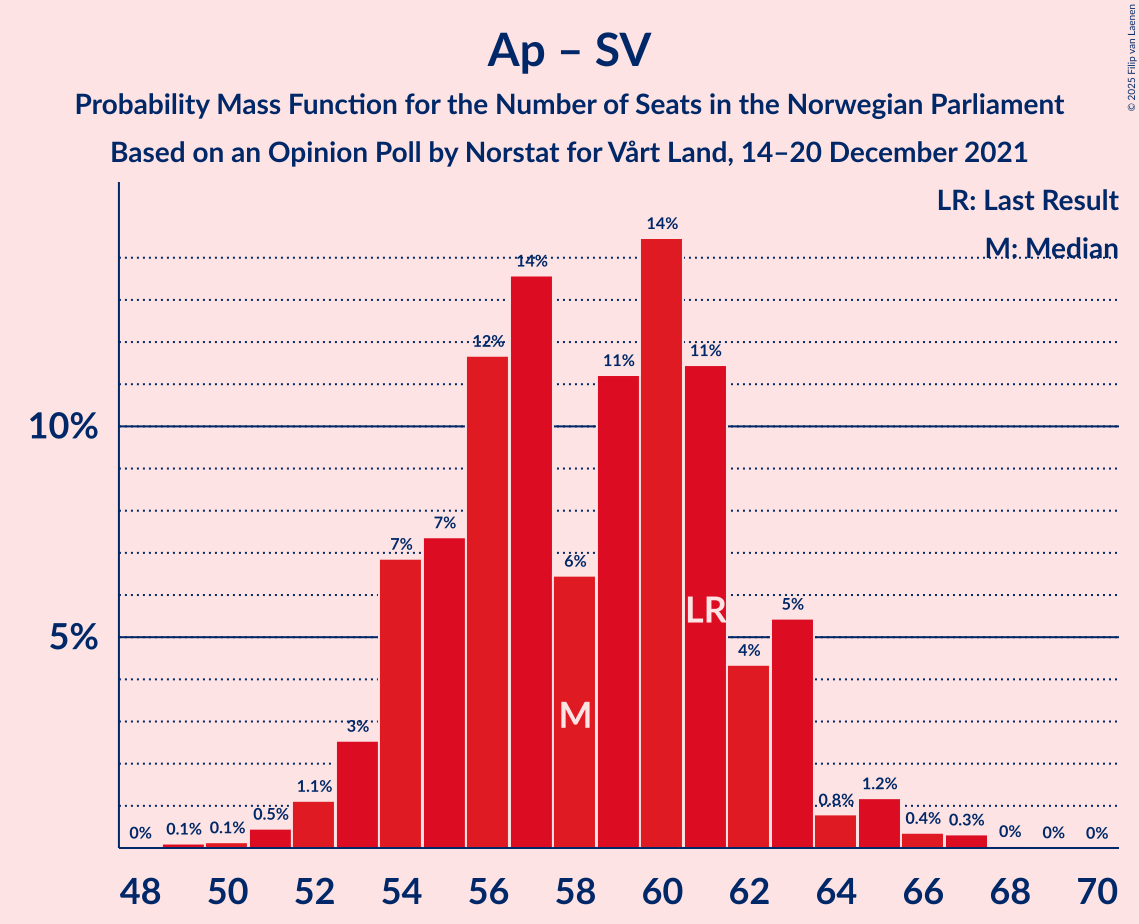 Ap – SV
Probability Mass Function for the Number of Seats in the Norwegian Parliament
Based on an Opinion Poll by Norstat for Vårt Land, 14–20 December 2021
© 2025 Filip van Laenen
LR: Last Result
M: Median
10%
5%
0%
0.1%
0.1%
0.5%
1.1%
3%
7%
7%
12%
14%
6%
11%
14%
11%
4%
5%
0.8%
1.2%
0.4%
0.3%
0%
0%
0%
M
LR
48 50 52 54 56 58 60 62 64 66 68 70